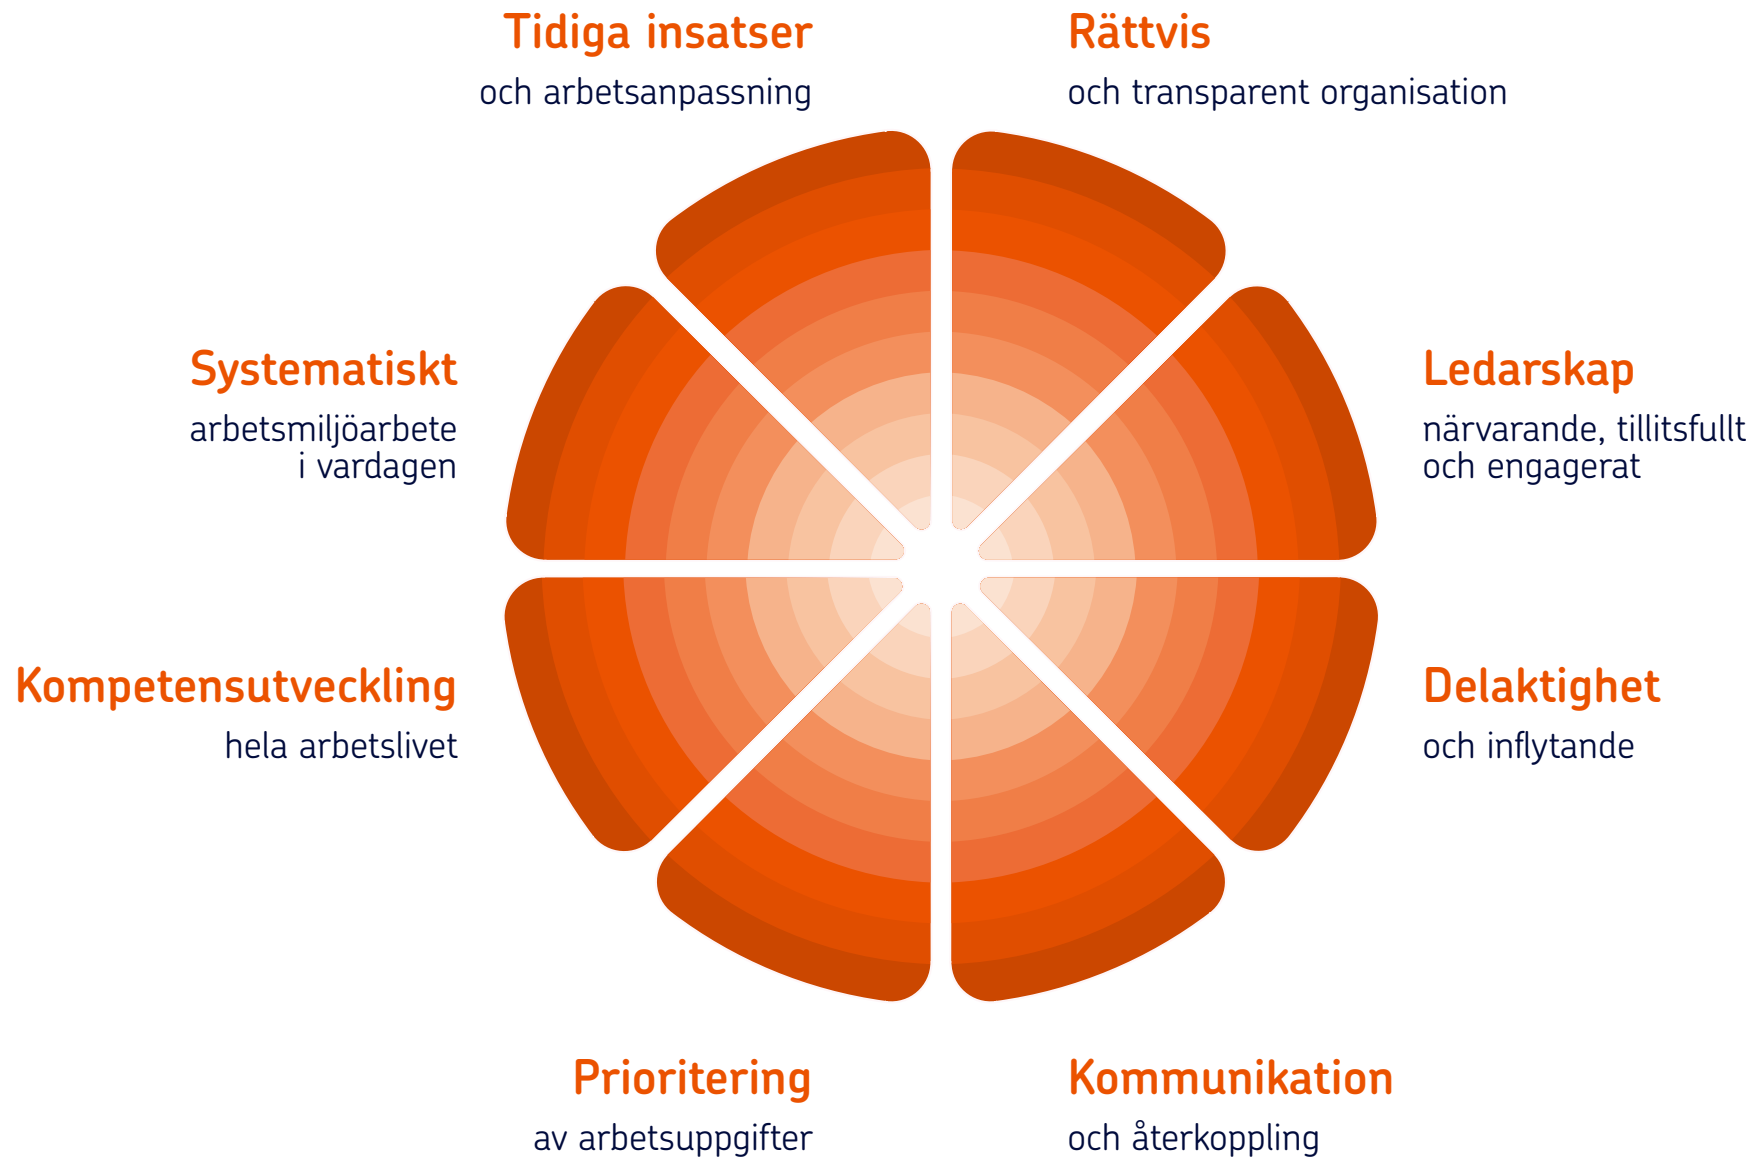 Tidiga insatser
och arbetsanpassning
Rättvis
och transparent organisation
Systematiskt
arbetsmiljöarbete
i vardagen
Ledarskap
närvarande, tillitsfullt
och engagerat
Kompetensutveckling
hela arbetslivet
Delaktighet
och inflytande
Prioritering
av arbetsuppgifter
Kommunikation
och återkoppling